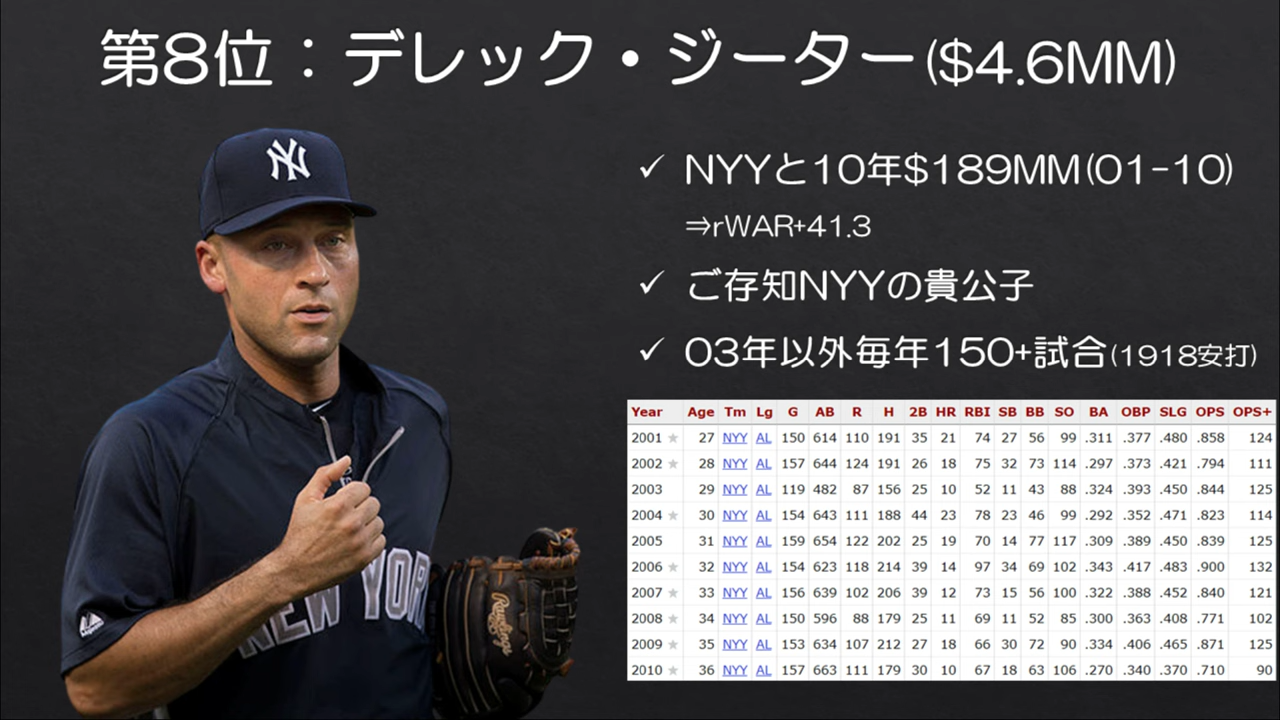 第8位：デレック・ジーター($4.6MM)
✓ NYYと10年$189MM(01-10)
⇒rWAR+41.3
✓ ご存知NYYの貴公子
✓ 03年以外毎年150+試合(1918安打)
Year Age Tm Lg G AB R H 2B HR RBI SB BB SO BA OBP SLG OPS OPS+
2001 ★ 27 NYY AL 150 614 110 191 35 21 74 27 56 99 .311 .377 .480 .858 124
2002 ★ 28 NYY AL 157 644 124 191 26 18 75 32 73 114 .297 .373 .421 .794 111
2003 29 NYY AL 119 482 87 156 25 10 52 11 43 88 .324 .393 .450 .844 125
2004 ★ 30 NYY AL 154 643 111 188 44 23 78 23 46 99 .292 .352 .471 .823 114
2005 31 NYY AL 159 654 122 202 25 19 70 14 77 117 .309 .389 .450 .839 125
2006 ★ 32 NYY AL 154 623 118 214 39 14 97 34 69 102 .343 .417 .483 .900 132
2007 ★ 33 NYY AL 156 639 102 206 39 12 73 15 56 100 .322 .388 .452 .840 121
2008 ★ 34 NYY AL 150 596 88 179 25 11 69 11 52 85 .300 .363 .408 .771 102
2009 ★ 35 NYY AL 153 634 107 212 27 18 66 30 72 90 .334 .406 .465 .871 125
2010 ★ 36 NYY AL 157 663 111 179 30 10 67 18 63 106 .270 .340 .370 .710 90
NY
NEW YORK
Rawlings